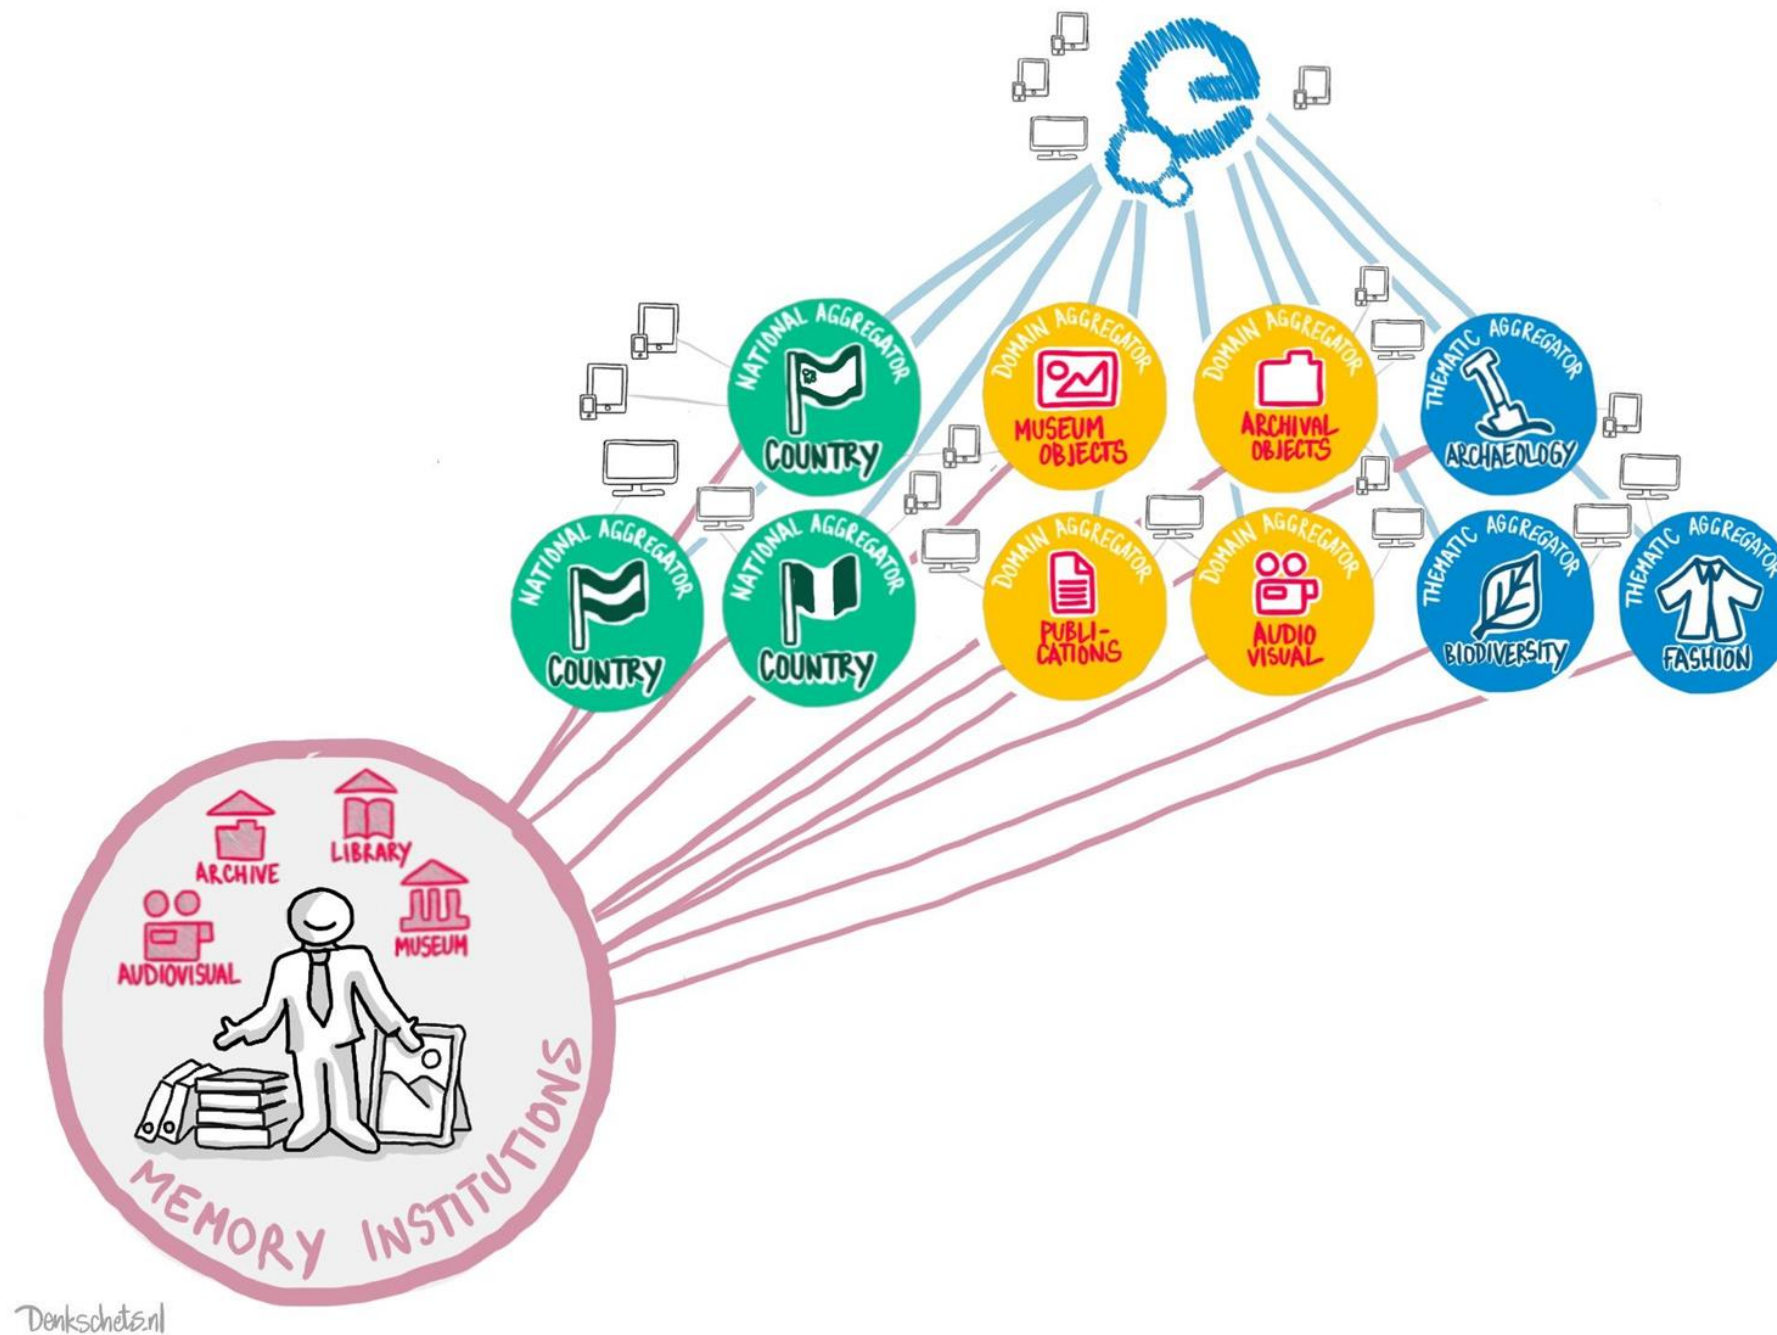 NATIONAL AGGREGATOR
COUNTRY
DOMAIN AGGREGATOR
MUSEUM
OBJECTS
DOMAIN AGGREGATOR
ARCHIVAL
OBJECTS
THEMATIC AGGREGATOR
ARCHAEOLOGY
NATIONAL AGGREGATOR
COUNTRY
NATIONAL AGGREGATOR
COUNTRY
DOMAIN AGGREGATOR
PUBLI-
CATIONS
DOMAIN AGGREGATOR
AUDIO
VISUAL
THEMATIC AGGREGATOR
BIODIVERSITY
THEMATIC AGGREGATOR
FASHION
LIBRARY
ARCHIVE
MUSEUM
AUDIOVISUAL
MEMORY INSTITUTIONS
Denkschets.nl